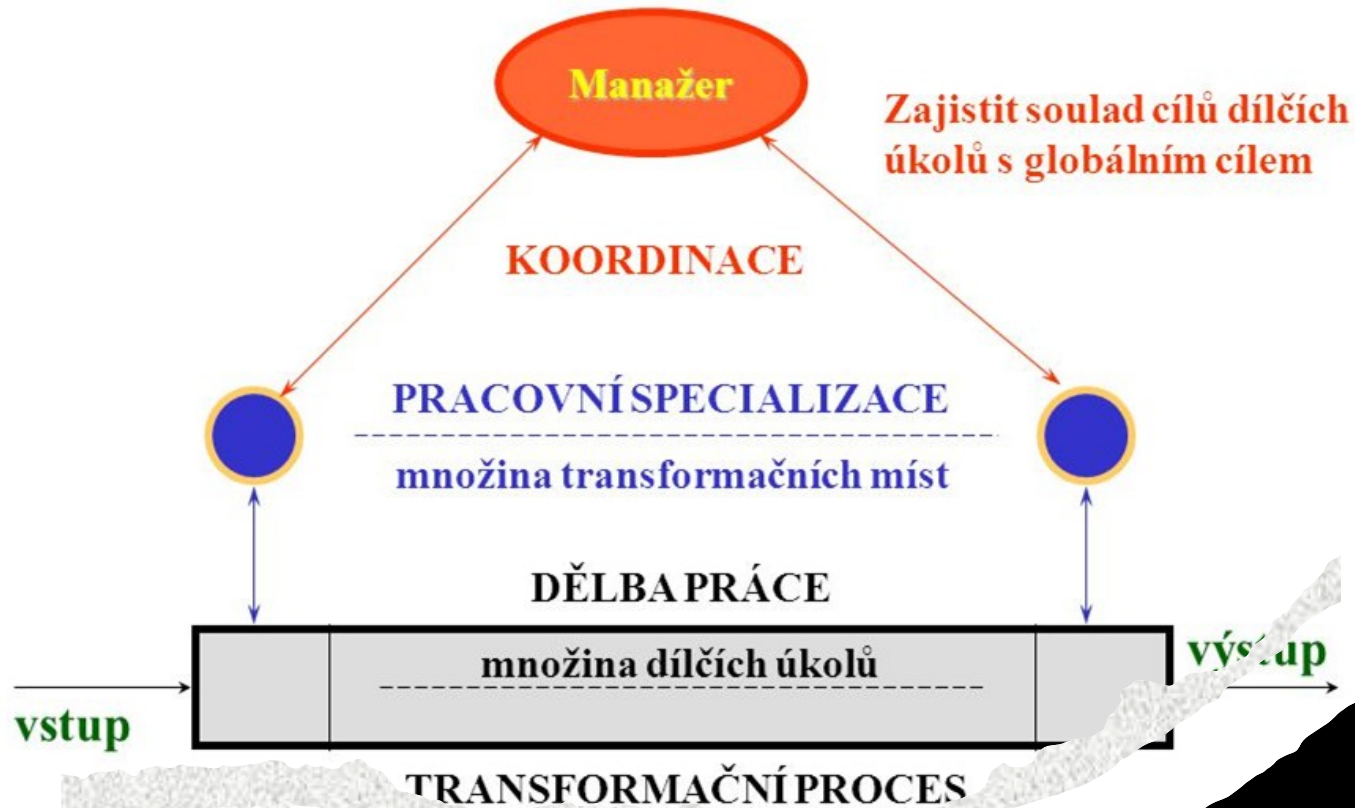 Manažer
Zajistit soulad cílů dílčích
úkolů s globálním cílem
KOORDINACE
PRACOVNÍ SPECIALIZACE
množina transformačních míst
DĚLBA PRÁCE
množina dílčích úkolů
výstup
vstup
TRANSFORMAČNÍ PROCES